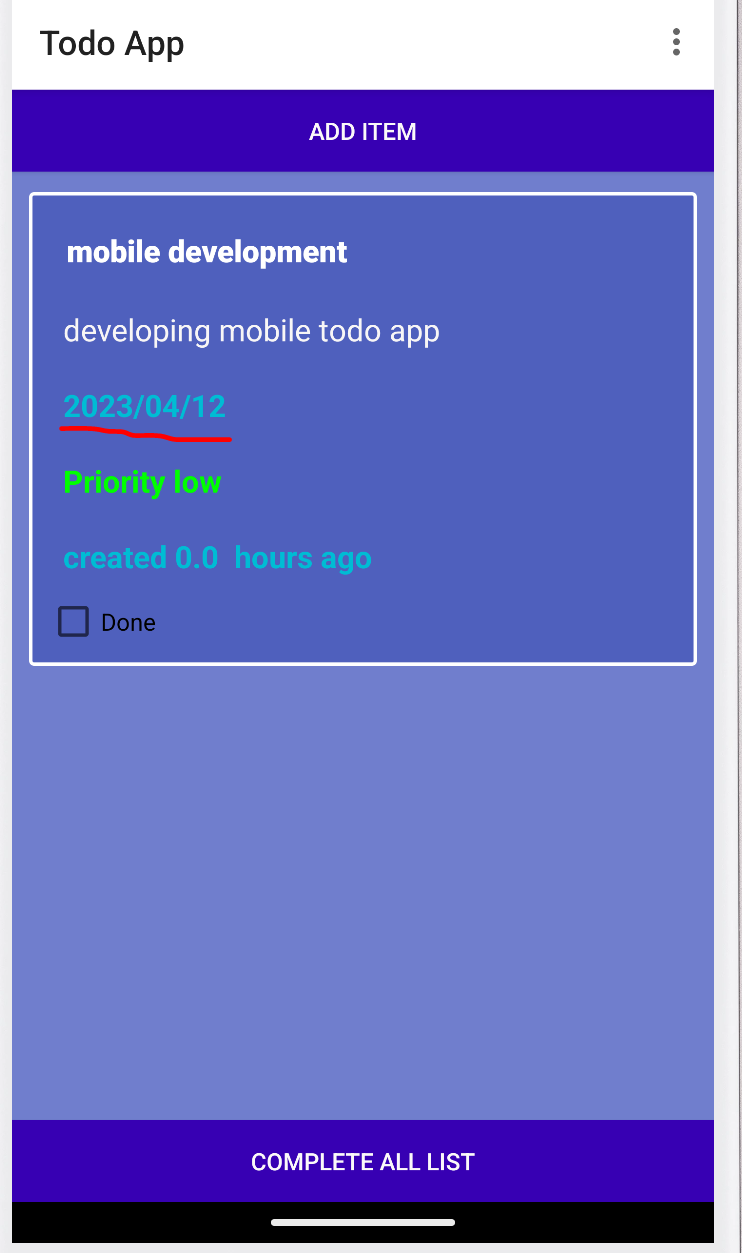 Todo App
ADD ITEM
mobile development
developing mobile todo app
2023/04/12
Priority low
created 0.0  hours ago
Done
COMPLETE ALL LIST